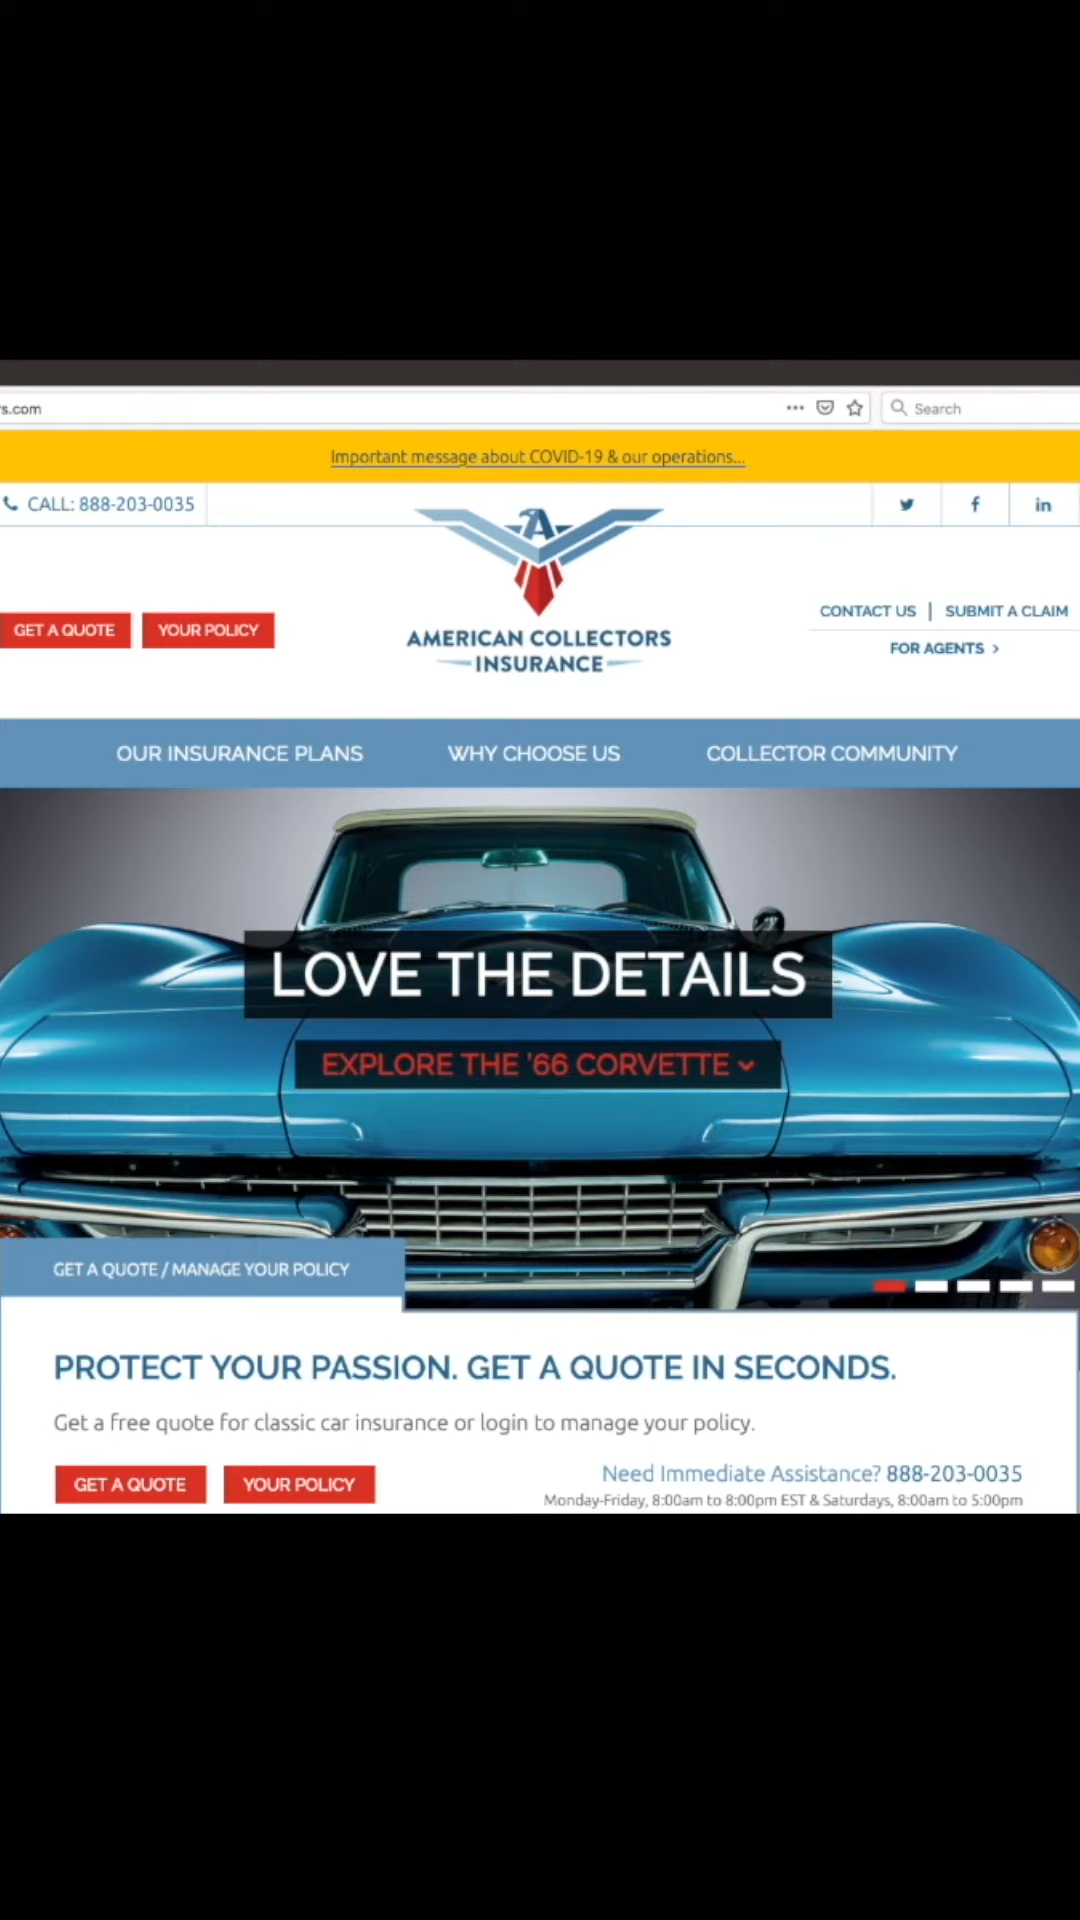 rs.com
Search
Important message about COVID-19 & our operations...
CALL: 888-203-0035
GET A QUOTE
YOUR POLICY
A
AMERICAN COLLECTORS
INSURANCE
CONTACT US | SUBMIT A CLAIM
FOR AGENTS >
OUR INSURANCE PLANS
WHY CHOOSE US
COLLECTOR COMMUNITY
LOVE THE DETAILS
EXPLORE THE '66 CORVETTE
GET A QUOTE / MANAGE YOUR POLICY
PROTECT YOUR PASSION. GET A QUOTE IN SECONDS.
Get a free quote for classic car insurance or login to manage your policy.
GET A QUOTE
YOUR POLICY
Need Immediate Assistance? 888-203-0035
Monday-Friday, 8:00am to 8:00pm EST & Saturdays, 8:00am to 5:00pm